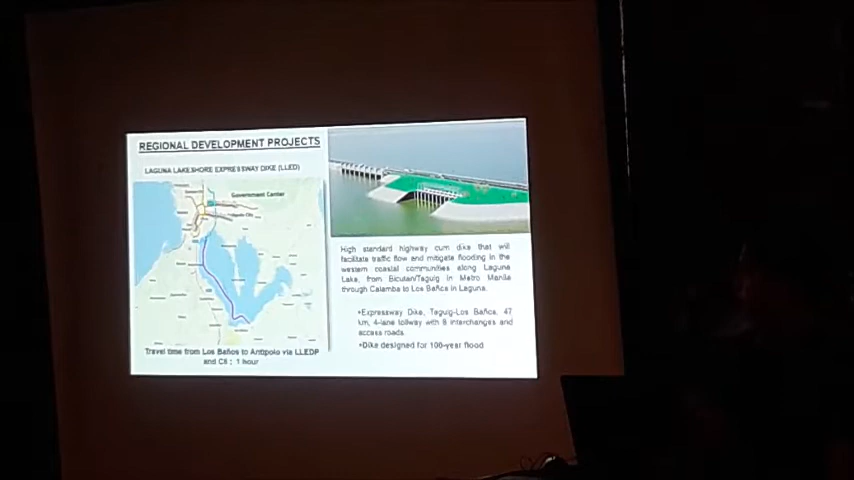 REGIONAL DEVELOPMENT PROJECTS
LAGUNA LAKESHORE EXPRESSWAY DIKE (LLED)
Government Center
Antipolo City
Travel time from Los Baños to Antipolo via LLEDP
and C6 : 1 hour
High standard highway cum dike that will
facilitate traffic flow and mitigate flooding in the
western coastal communities along Laguna
Lake, from Bicutan/Taguig in Metro Manila
through Calamba to Los Baños in Laguna.
•Expressway Dike, Taguig-Los Baños, 47
km, 4-lane tollway with 8 interchanges and
access roads
•Dike designed for 100-year flood